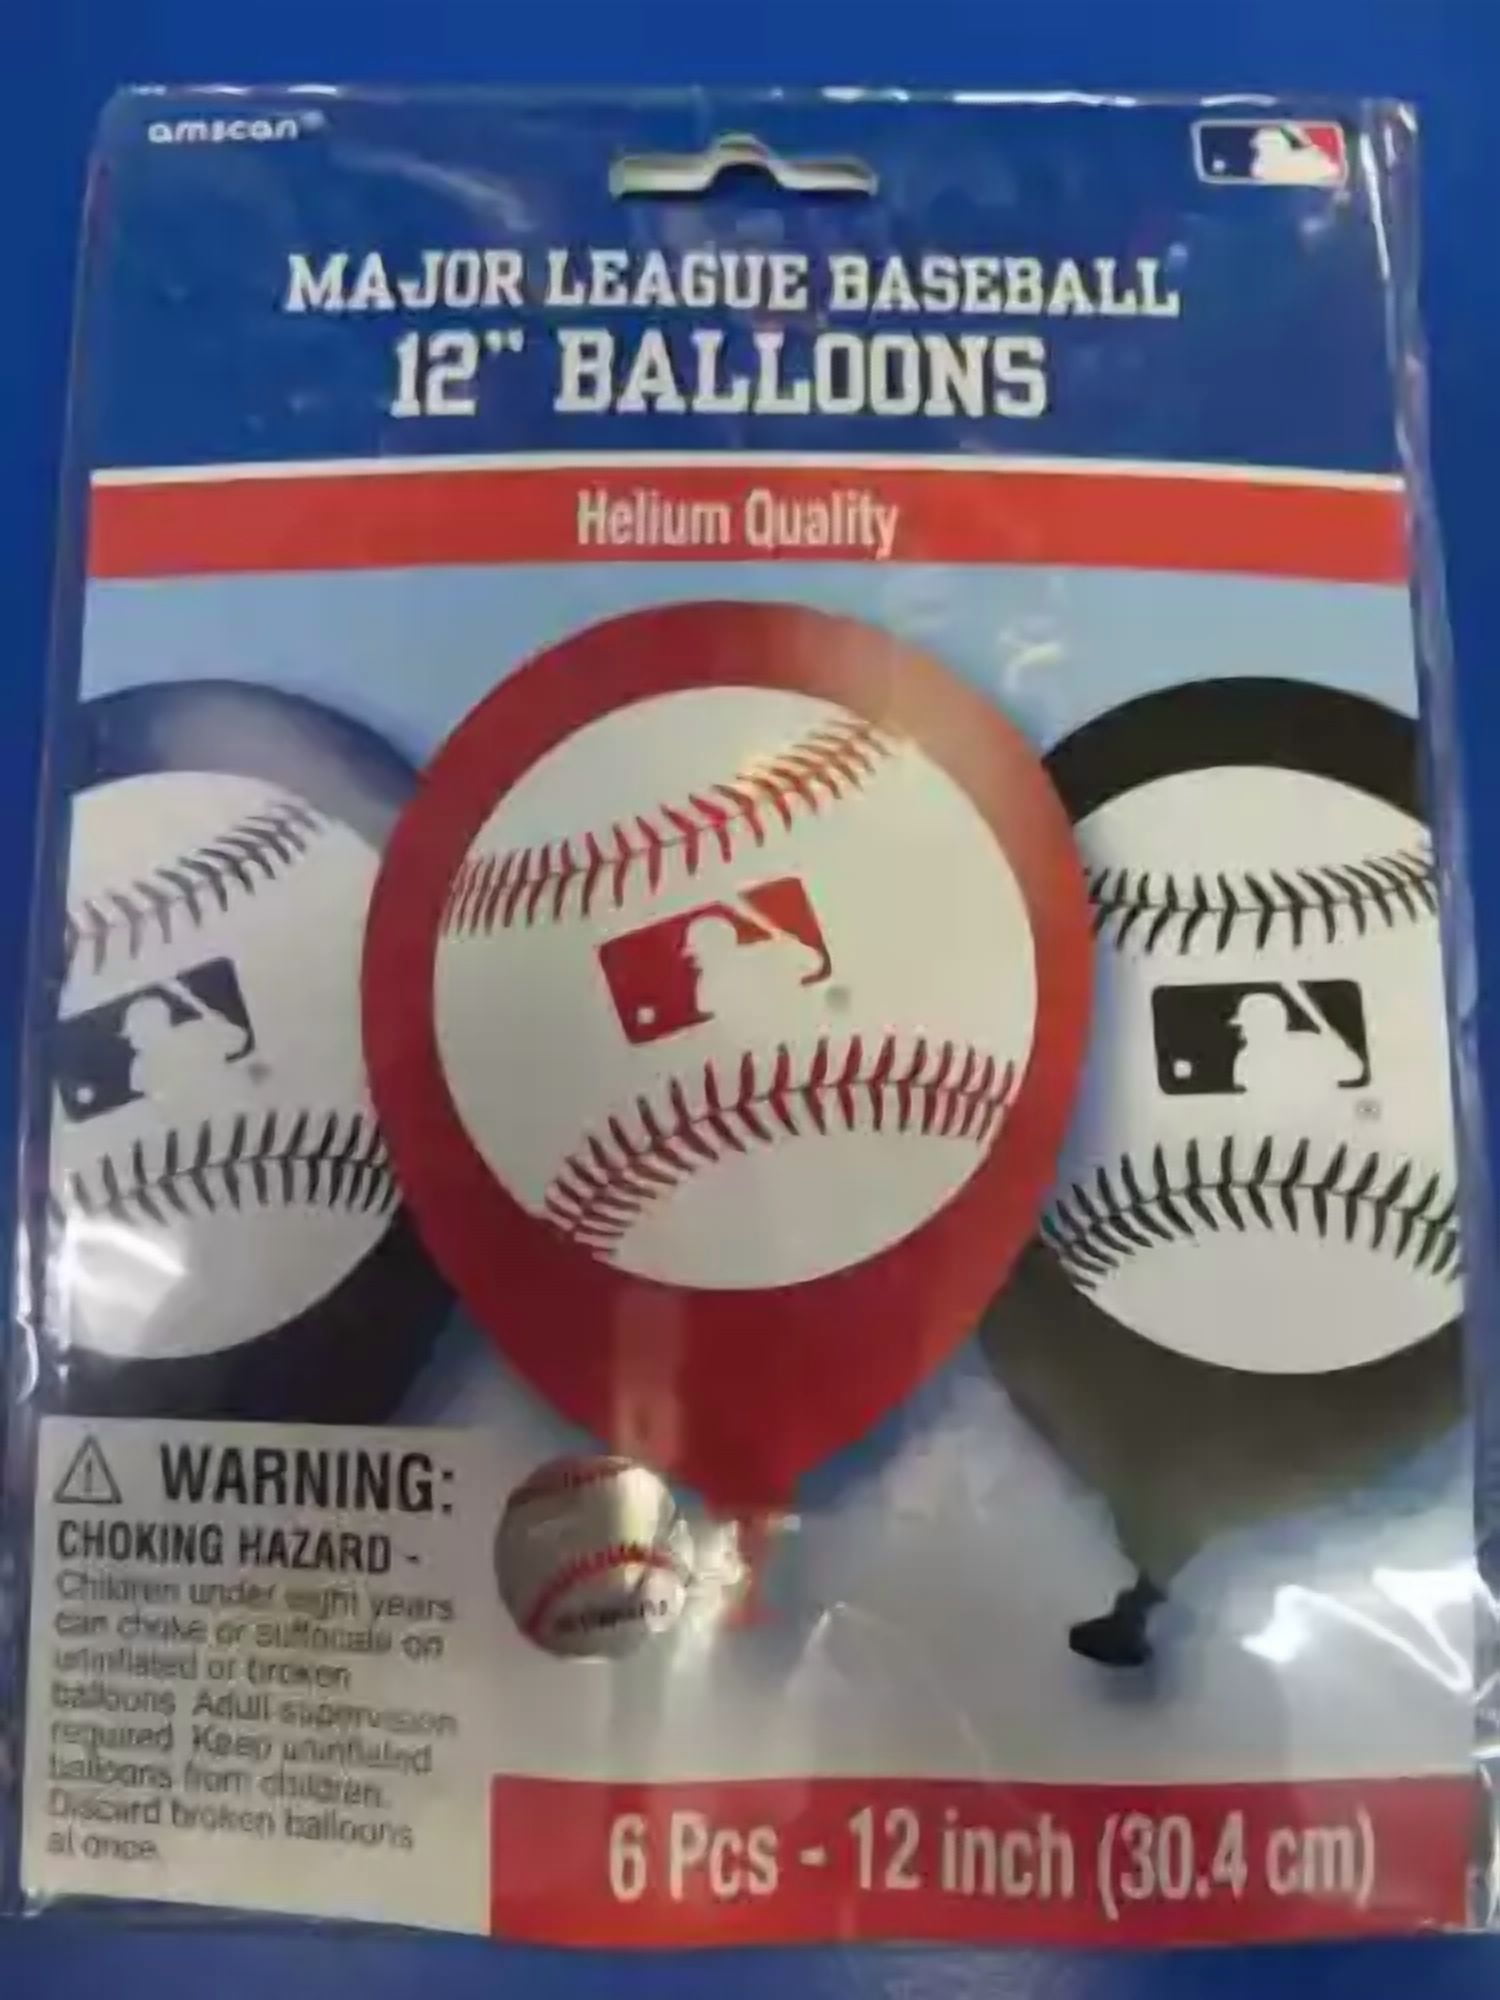 amscan®
MAJOR LEAGUE BASEBALL
12" BALLOONS
Helium Quality
®
®
®
WARNING:
CHOKING HAZARD -
Children under eight years
can choke or suffocate on
uninflated or broken
balloons. Adult supervision
required. Keep uninflated
balloons from children.
Discard broken balloons
at once.
6 Pcs - 12 inch (30.4 cm)